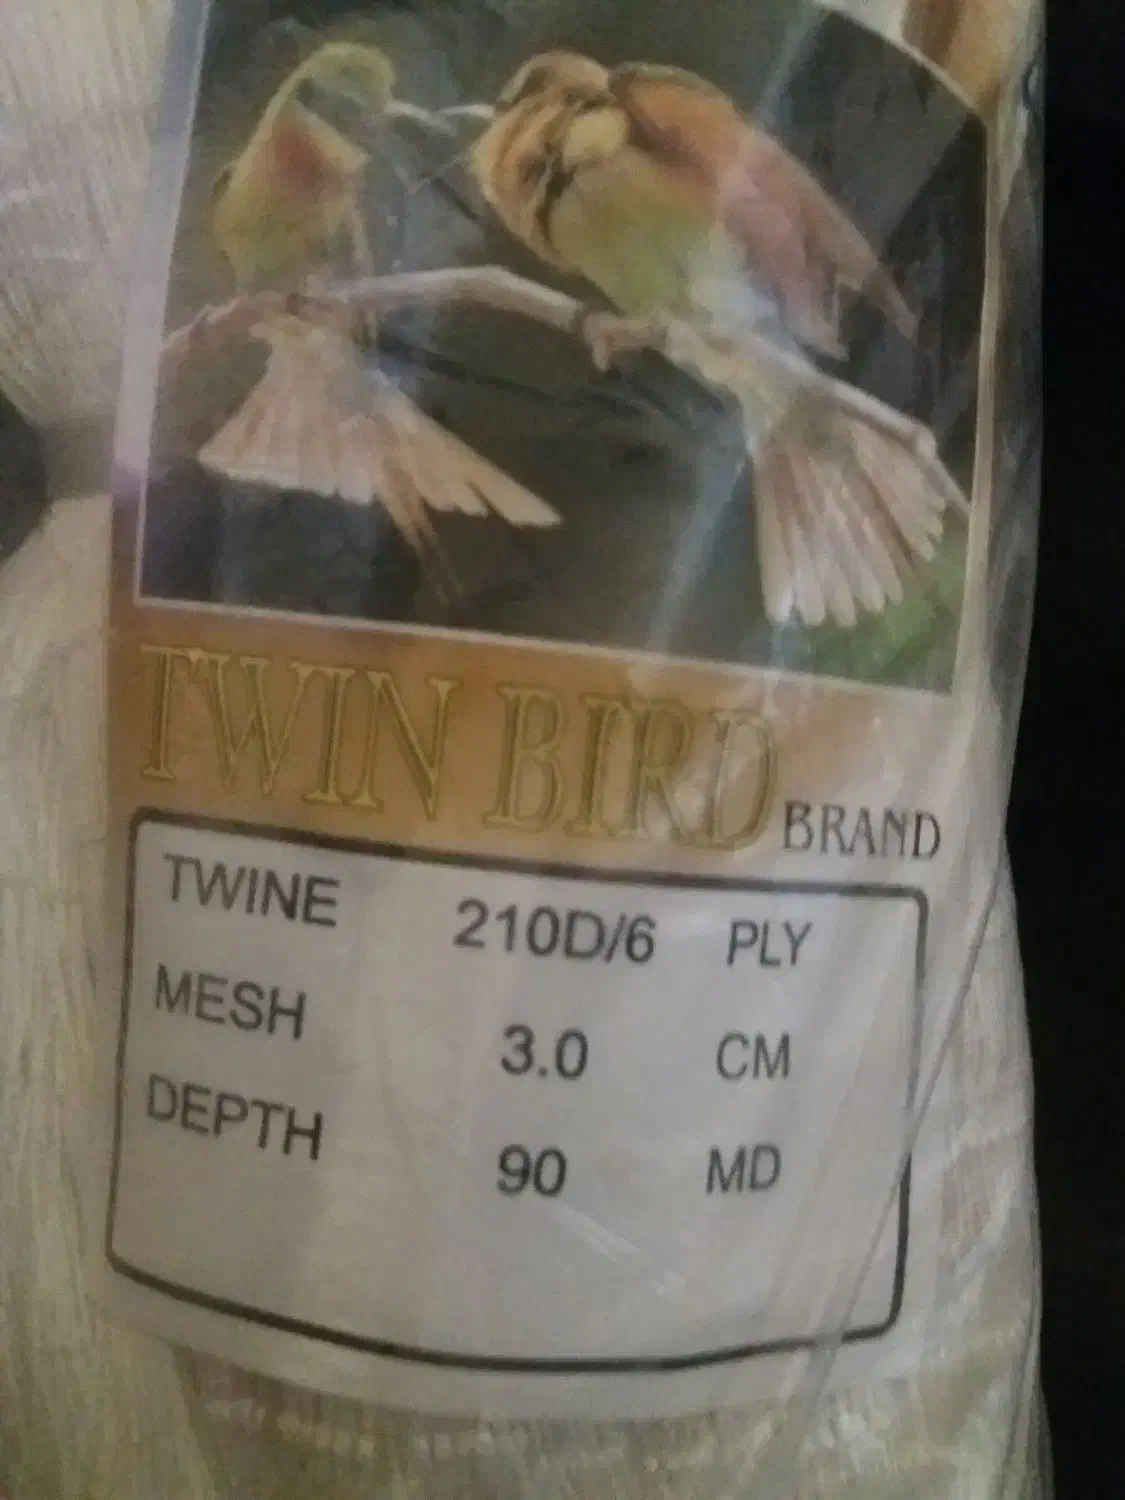 TWIN BIRD BRAND
TWINE 210D/6 PLY
MESH 3.0 CM
DEPTH 90 MD